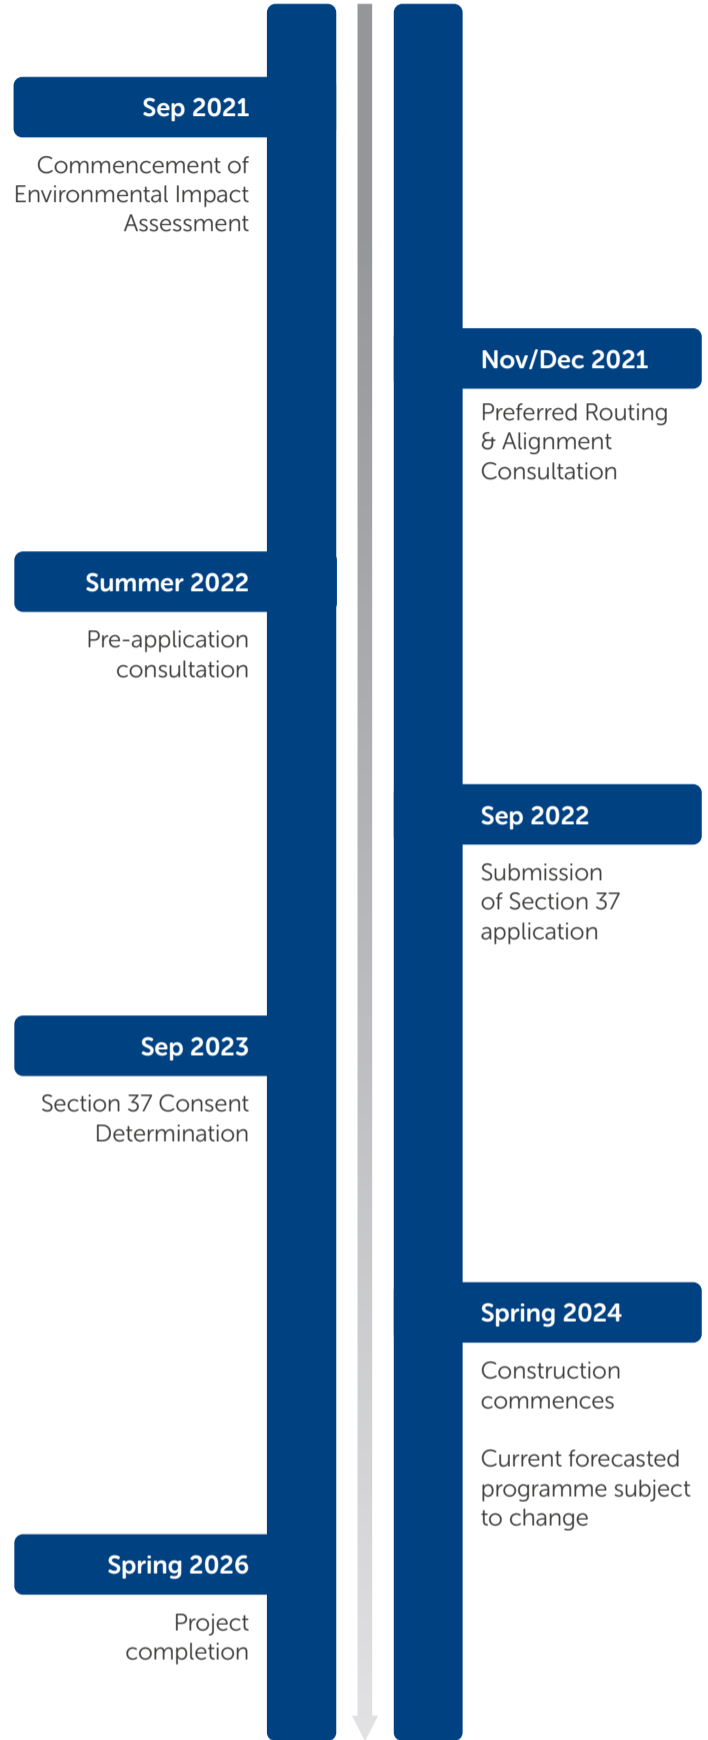 Sep 2021
Commencement of
Environmental Impact
Assessment
Nov/Dec 2021
Preferred Routing
& Alignment
Consultation
Summer 2022
Pre-application
consultation
Sep 2022
Submission
of Section 37
application
Sep 2023
Section 37 Consent
Determination
Spring 2024
Construction
commences
Current forecasted
programme subject
to change
Spring 2026
Project
completion